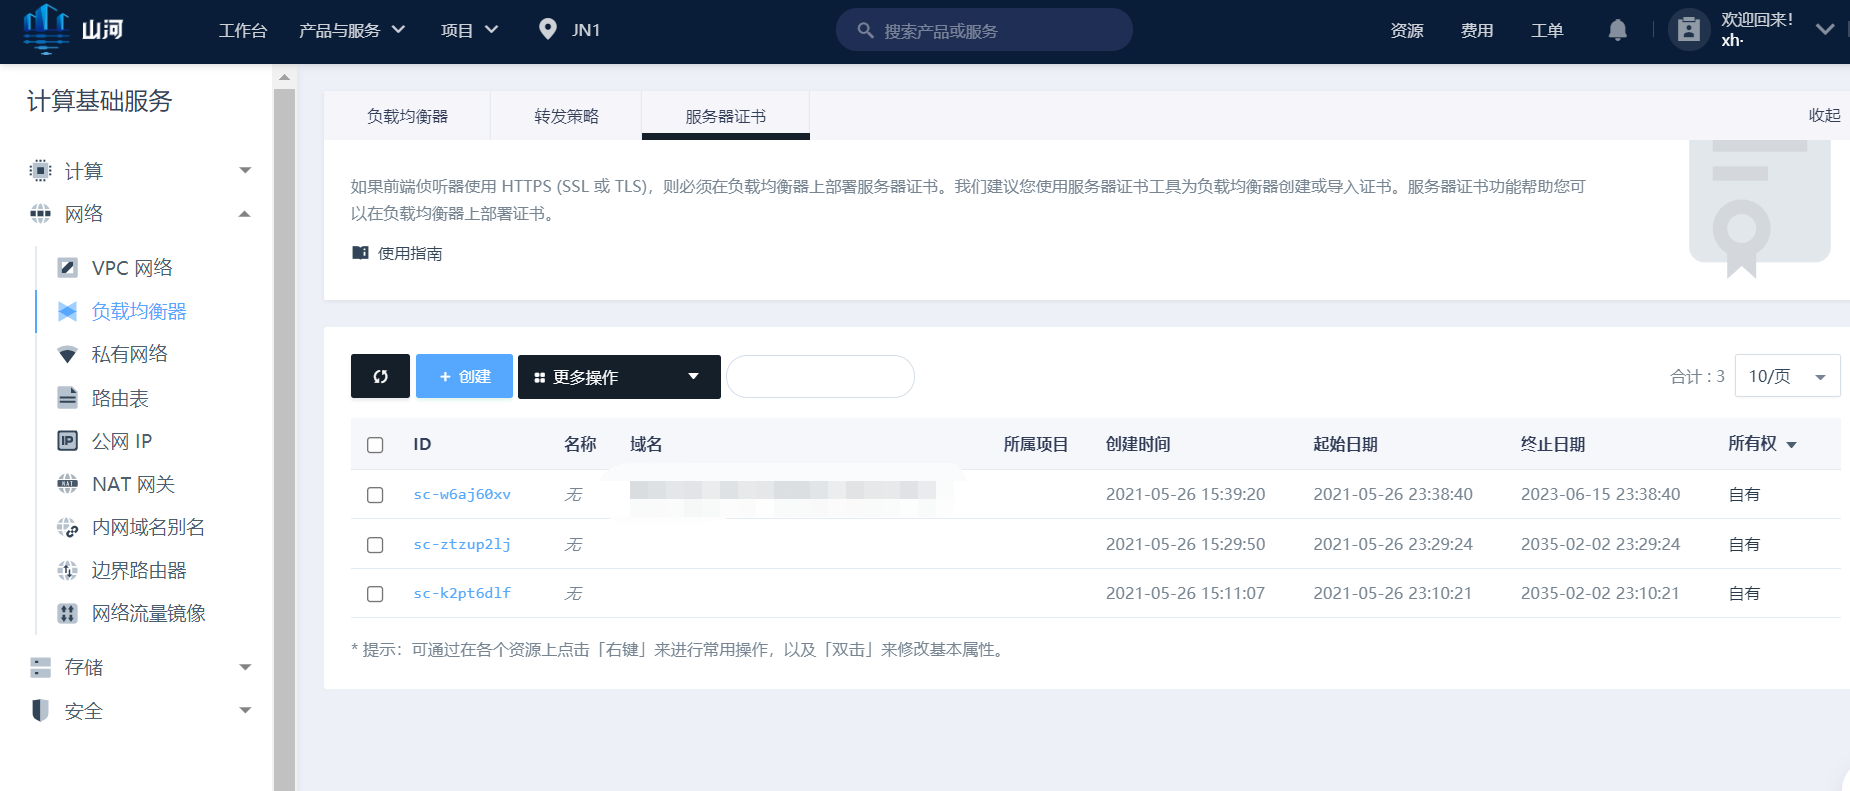 山河
工作台 产品与服务 项目 JN1 搜索产品或服务 资源 费用 工单 欢迎回来!
xh·
计算基础服务
计算
网络
VPC 网络
负载均衡器
私有网络
路由表
IP 公网 IP
NAT NAT 网关
内网域名别名
边界路由器
网络流量镜像
存储
安全
负载均衡器 转发策略 服务器证书 收起
如果前端侦听器使用 HTTPS (SSL 或 TLS)，则必须在负载均衡器上部署服务器证书。我们建议您使用服务器证书工具为负载均衡器创建或导入证书。服务器证书功能帮助您可
以在负载均衡器上部署证书。
使用指南
+ 创建 更多操作 合计 : 3 10/页
ID 名称 域名 所属项目 创建时间 起始日期 终止日期 所有权
sc-w6aj60xv 无 2021-05-26 15:39:20 2021-05-26 23:38:40 2023-06-15 23:38:40 自有
sc-ztzup2lj 无 2021-05-26 15:29:50 2021-05-26 23:29:24 2035-02-02 23:29:24 自有
sc-k2pt6dlf 无 2021-05-26 15:11:07 2021-05-26 23:10:21 2035-02-02 23:10:21 自有
* 提示：可通过在各个资源上点击「右键」来进行常用操作，以及「双击」来修改基本属性。